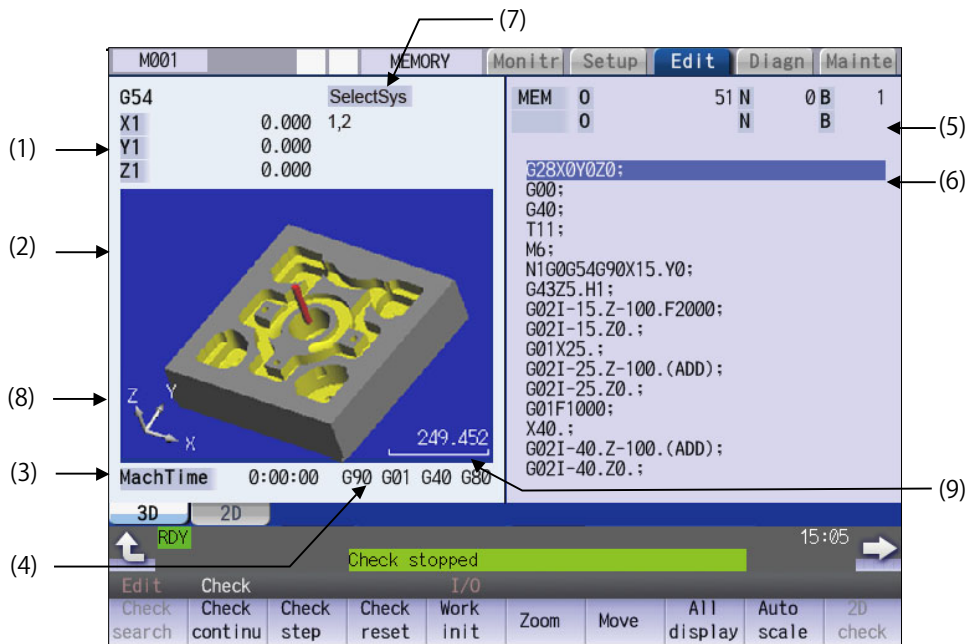 (7)
M001 MEMORY Monitr Setup Edit Diagn Mainte
G54 SelectSys
X1 0.000 1,2
Y1 0.000
Z1 0.000
(1)
(2)
(8)
Z Y X
249.452
(3)
MachTime 0:00:00 G90 G01 G40 G80
(4)
MEM O 51 N 0 B 1
O N B
(5)
G28X0Y0Z0;
(6)
G00;
G40;
T11;
M6;
N1G0G54G90X15.Y0;
G43Z5.H1;
G02I-15.Z-100.F2000;
G02I-15.Z0.;
G01X25.;
G02I-25.Z-100.(ADD);
G02I-25.Z0.;
G01F1000;
X40.;
G02I-40.Z-100.(ADD);
G02I-40.Z0.;
(9)
3D 2D
RDY 15:05
Check stopped
Edit Check I/O
Check search
Check continu
Check step
Check reset
Work init
Zoom
Move
All display
Auto scale
2D check